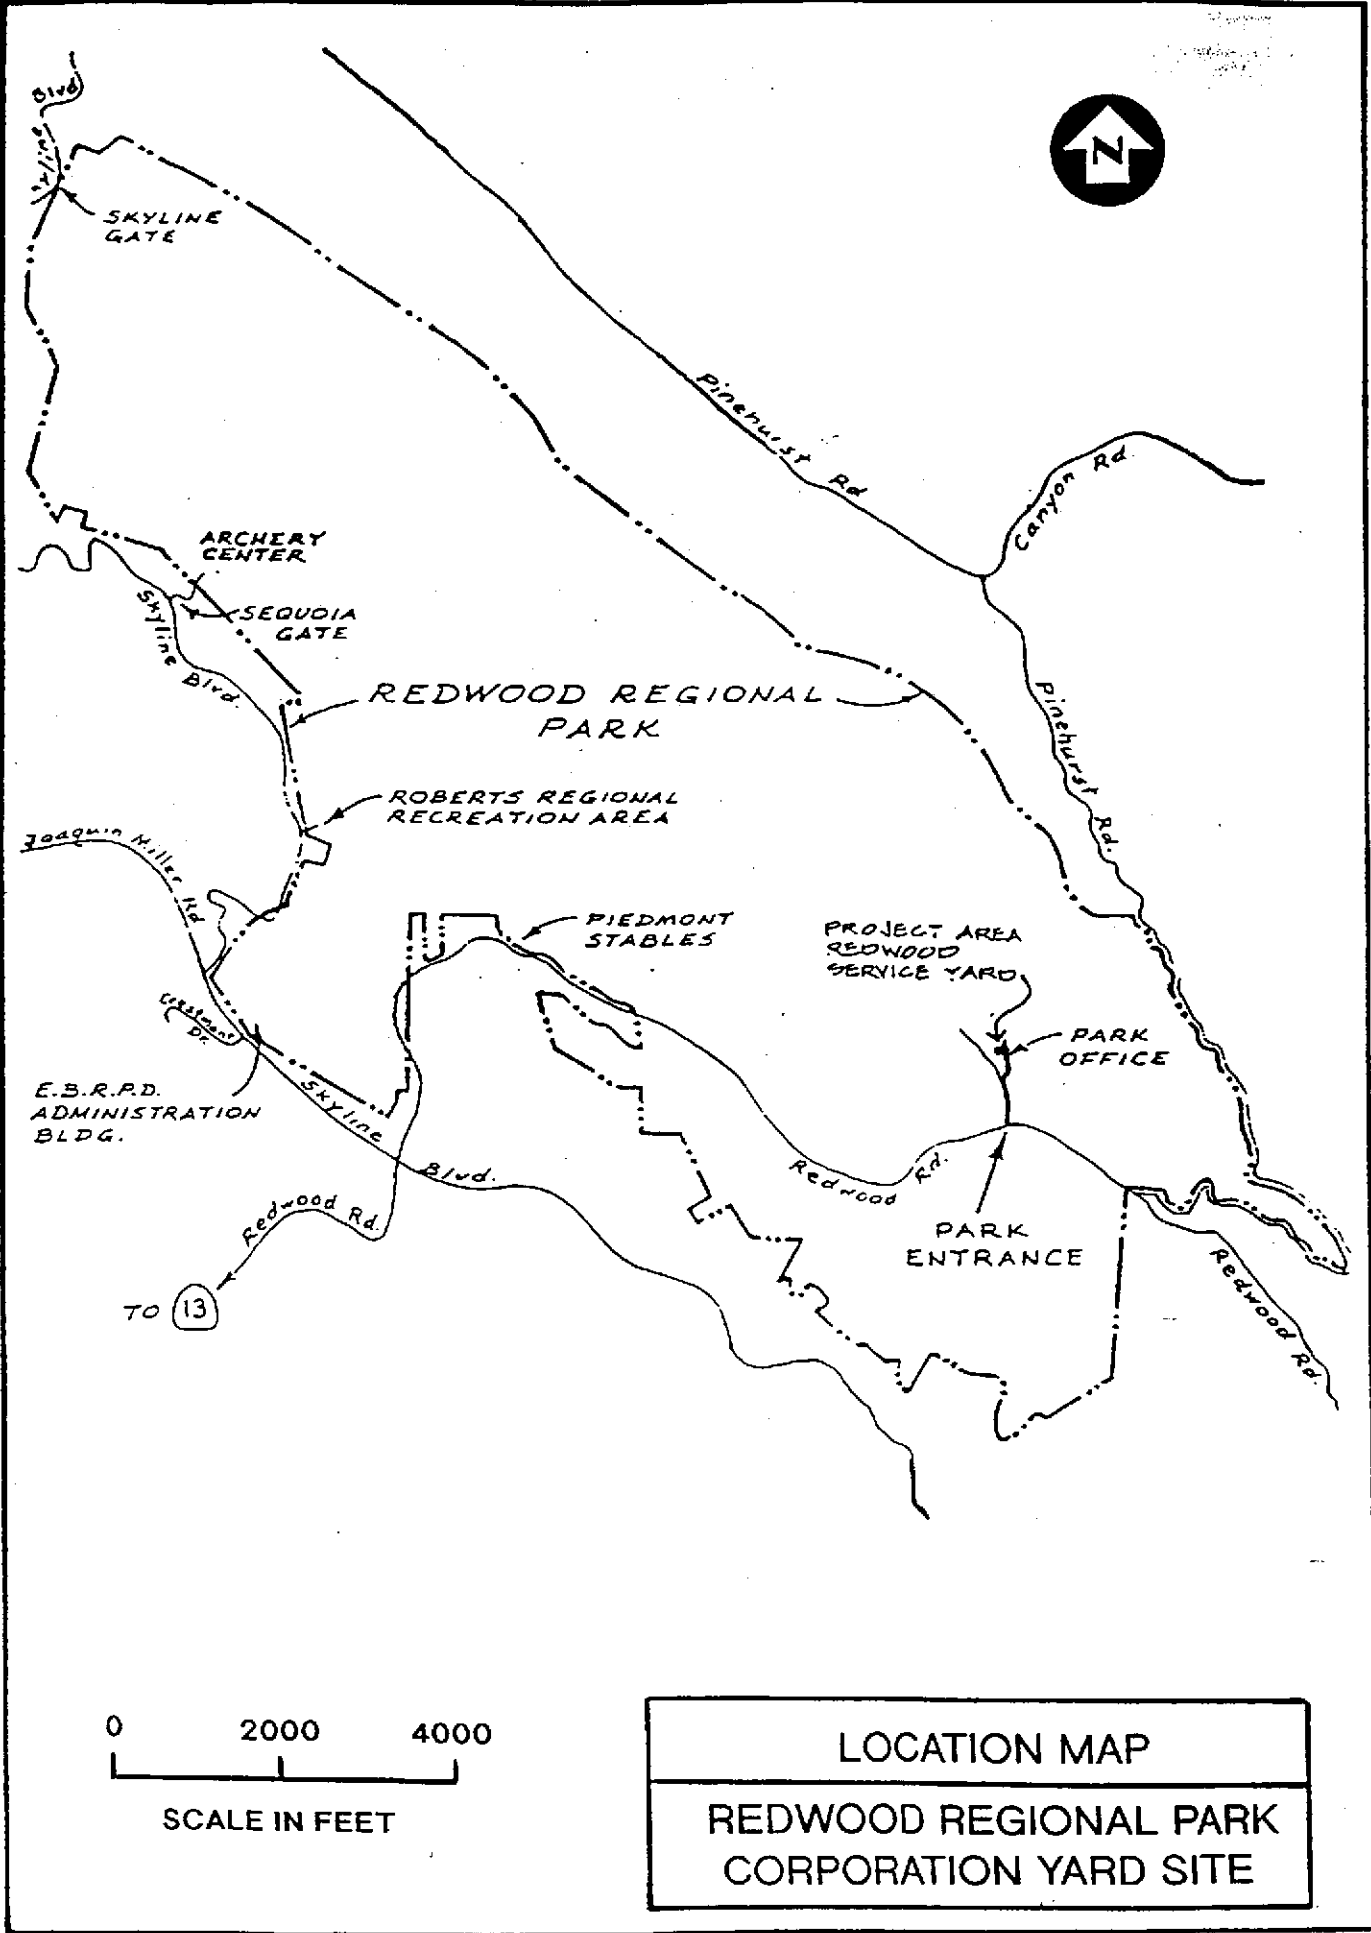 Blvd
Skyline
N
SKYLINE
GATE
Pinehurst Rd
Canyon Rd.
ARCHERY
CENTER
SEQUOIA
GATE
Skyline Blvd.
REDWOOD REGIONAL
PARK
Pinehurst Rd.
ROBERTS REGIONAL
RECREATION AREA
Joaquin Miller Rd
PIEDMONT
STABLES
PROJECT AREA
REDWOOD
SERVICE YARD
Crestmont
Dr.
PARK
OFFICE
E.B.R.P.D.
ADMINISTRATION
BLDG.
Skyline Blvd.
Redwood Rd.
Redwood Rd.
PARK
ENTRANCE
Redwood Rd.
TO 13
0 2000 4000
SCALE IN FEET
LOCATION MAP
REDWOOD REGIONAL PARK
CORPORATION YARD SITE